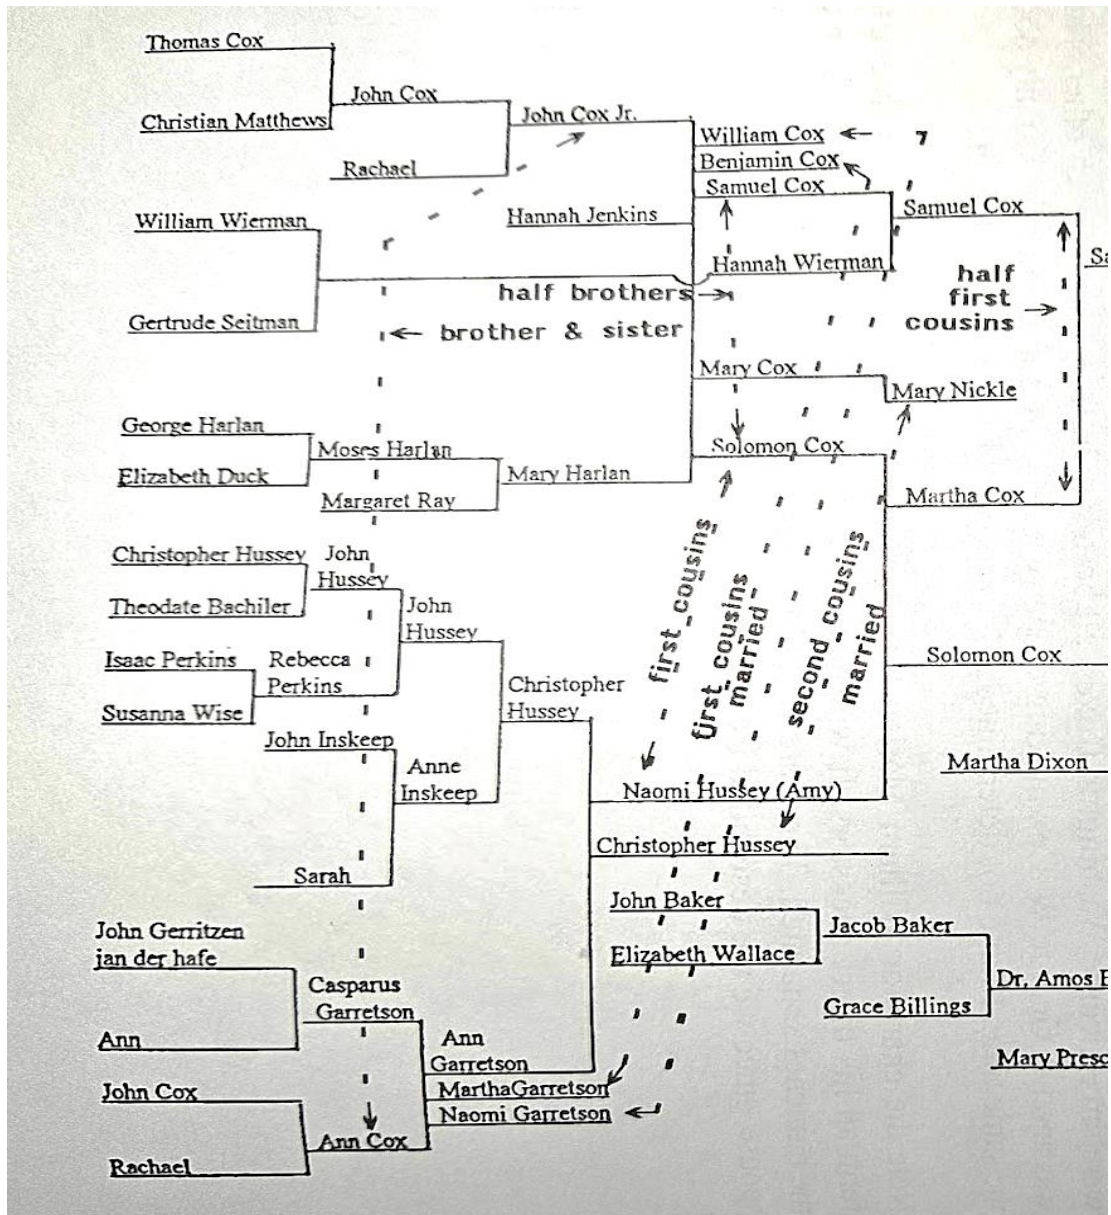 Thomas Cox
John Cox
Christian Matthews
John Cox Jr.
Rachael
William Cox
Benjamin Cox
Samuel Cox
Samuel Cox
William Wierman
Hannah Jenkins
Hannah Wierman
Sa
half
first
cousins
half brothers
Gertrude Seitman
brother & sister
Mary Cox
Mary Nickle
George Harlan
Moses Harlan
Elizabeth Duck
Mary Harlan
Margaret Ray
Solomon Cox
Martha Cox
Christopher Hussey
John
Hussey
Theodate Bachiler
John
Hussey
Isaac Perkins
Rebecca
Perkins
Susanna Wise
Christopher
Hussey
first cousins
first cousins
married
second cousins
married
Solomon Cox
John Inskeep
Anne
Inskeep
Martha Dixon
Naomi Hussey (Amy)
Christopher Hussey
Sarah
John Baker
Jacob Baker
Elizabeth Wallace
Dr. Amos B
Grace Billings
Mary Presc
John Gerritzen
jan der hafe
Casparus
Garretson
Ann
Ann
Garretson
MarthaGarretson
Naomi Garretson
John Cox
Ann Cox
Rachael